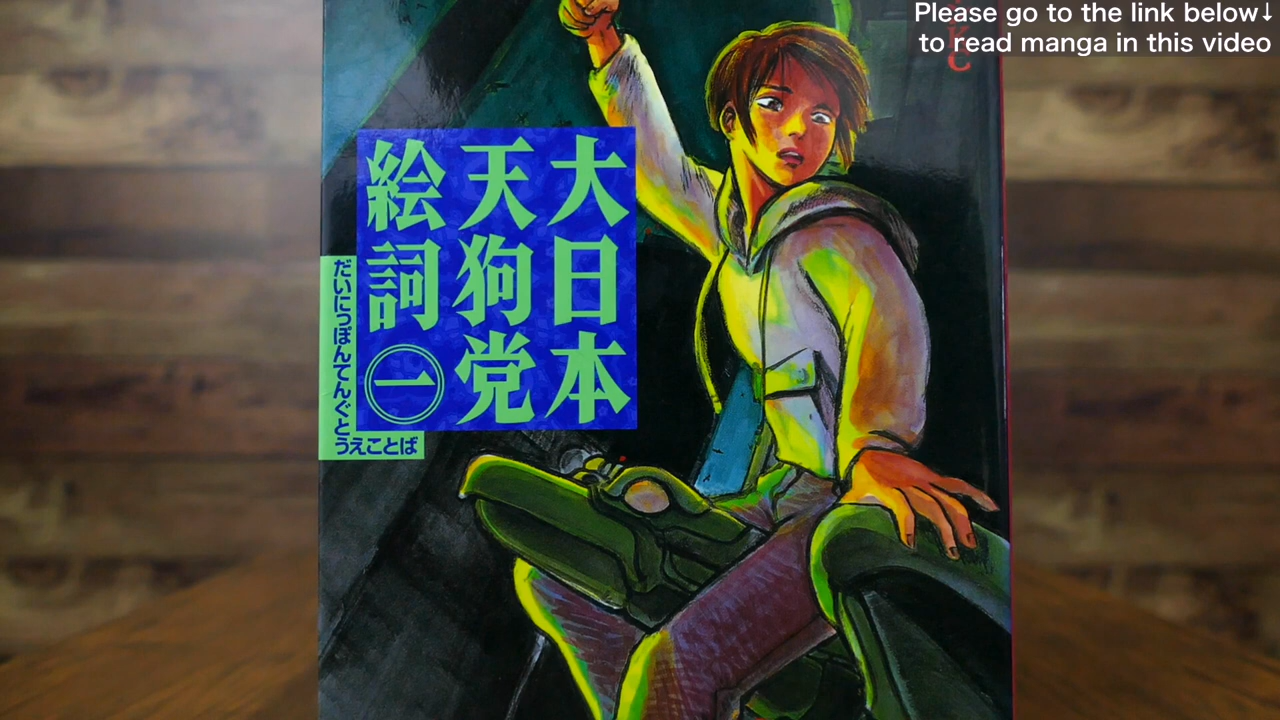 Please go to the link below↓
to read manga in this video
大日本
天狗党
絵詞 一
だいにっぽんてんぐと
うえことば